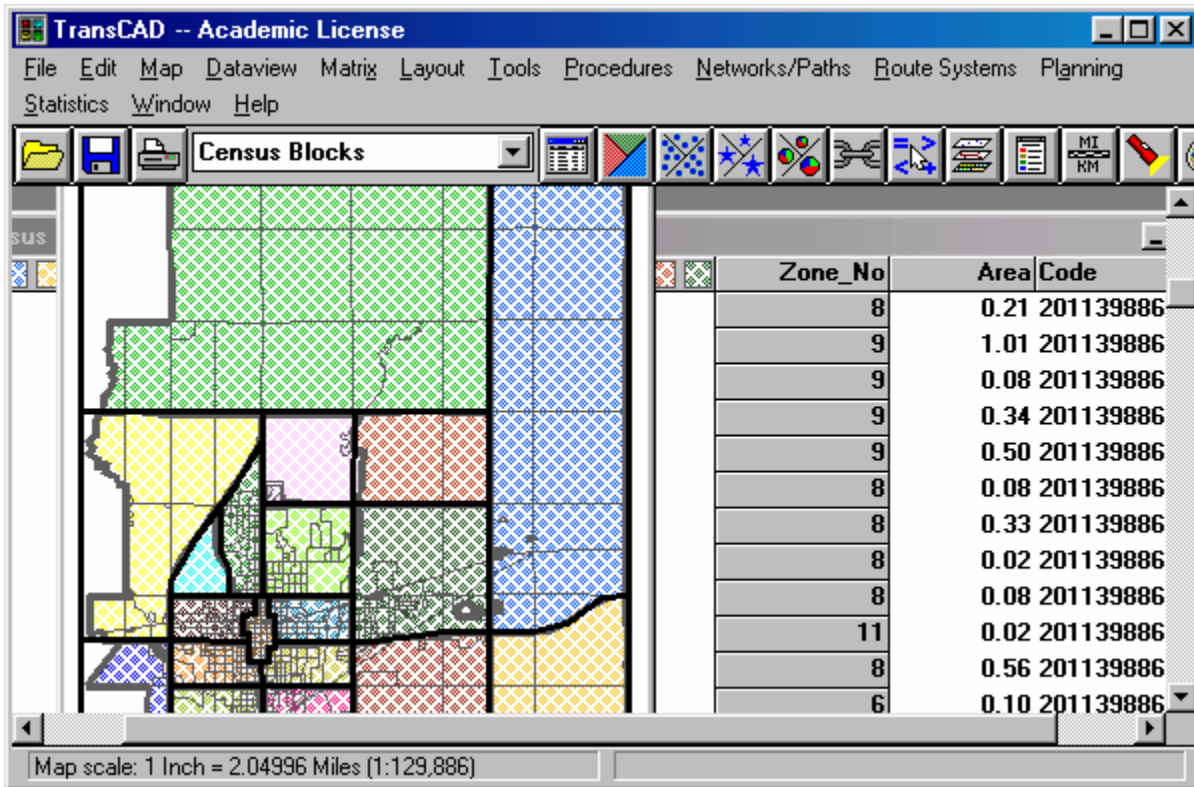 TransCAD -- Academic License
File Edit Map Dataview Matrix Layout Tools Procedures Networks/Paths Route Systems Planning
Statistics Window Help
Census Blocks
MI
KM
sus
Zone_No Area Code
8 0.21 201139886
9 1.01 201139886
9 0.08 201139886
9 0.34 201139886
9 0.50 201139886
8 0.08 201139886
8 0.33 201139886
8 0.02 201139886
8 0.08 201139886
11 0.02 201139886
8 0.56 201139886
6 0.10 201139886
Map scale: 1 Inch = 2.04996 Miles (1:129,886)